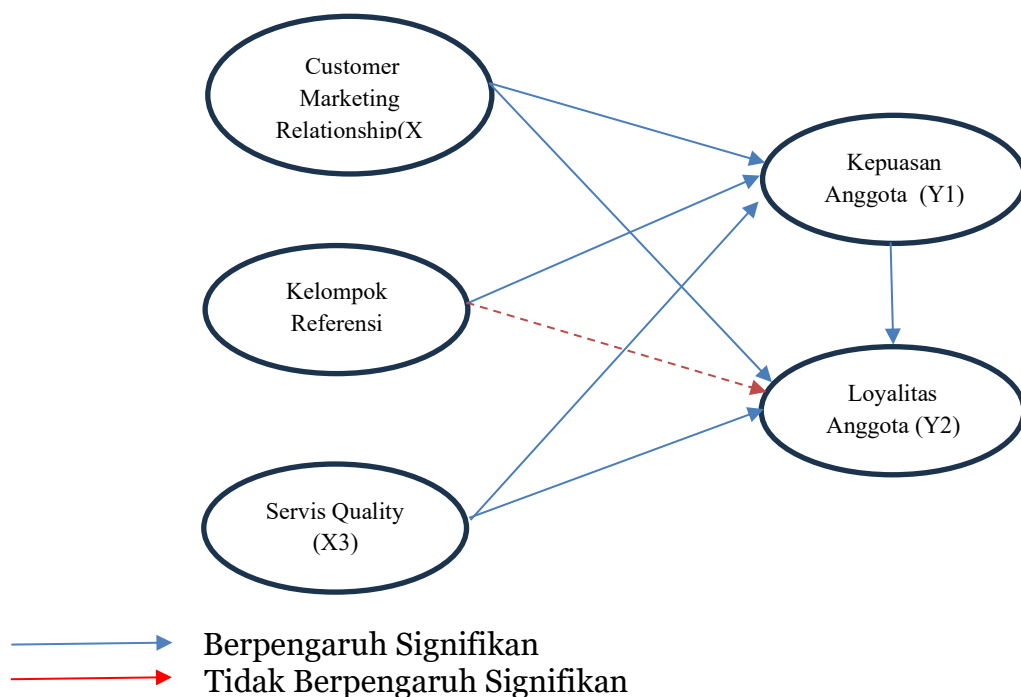 Customer
Marketing
Relationship(X
Kepuasan
Anggota (Y1)
Kelompok
Referensi
Loyalitas
Anggota (Y2)
Servis Quality
(X3)
Berpengaruh Signifikan
Tidak Berpengaruh Signifikan